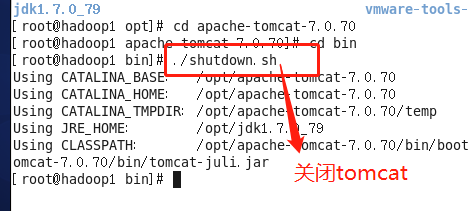 jdk1.7.0_79 vmware-tools-
[root@hadoop1 opt]# cd apache-tomcat-7.0.70
[root@hadoop1 apache-tomcat-7.0.70]# cd bin
[root@hadoop1 bin]# ./shutdown.sh
Using CATALINA_BASE: /opt/apache-tomcat-7.0.70
Using CATALINA_HOME: /opt/apache-tomcat-7.0.70
Using CATALINA_TMPDIR: /opt/apache-tomcat-7.0.70/temp
Using JRE_HOME: /opt/jdk1.7.0_79
Using CLASSPATH: /opt/apache-tomcat-7.0.70/bin/boot
omcat-7.0.70/bin/tomcat-juli.jar
[root@hadoop1 bin]#
关闭tomcat